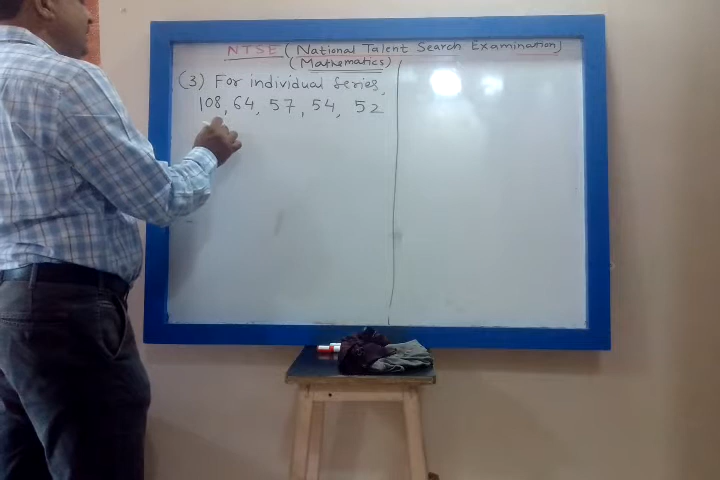 NTSE (National Talent Search Examination)
(Mathematics)
(3) For individual series,
108, 64, 57, 54, 52